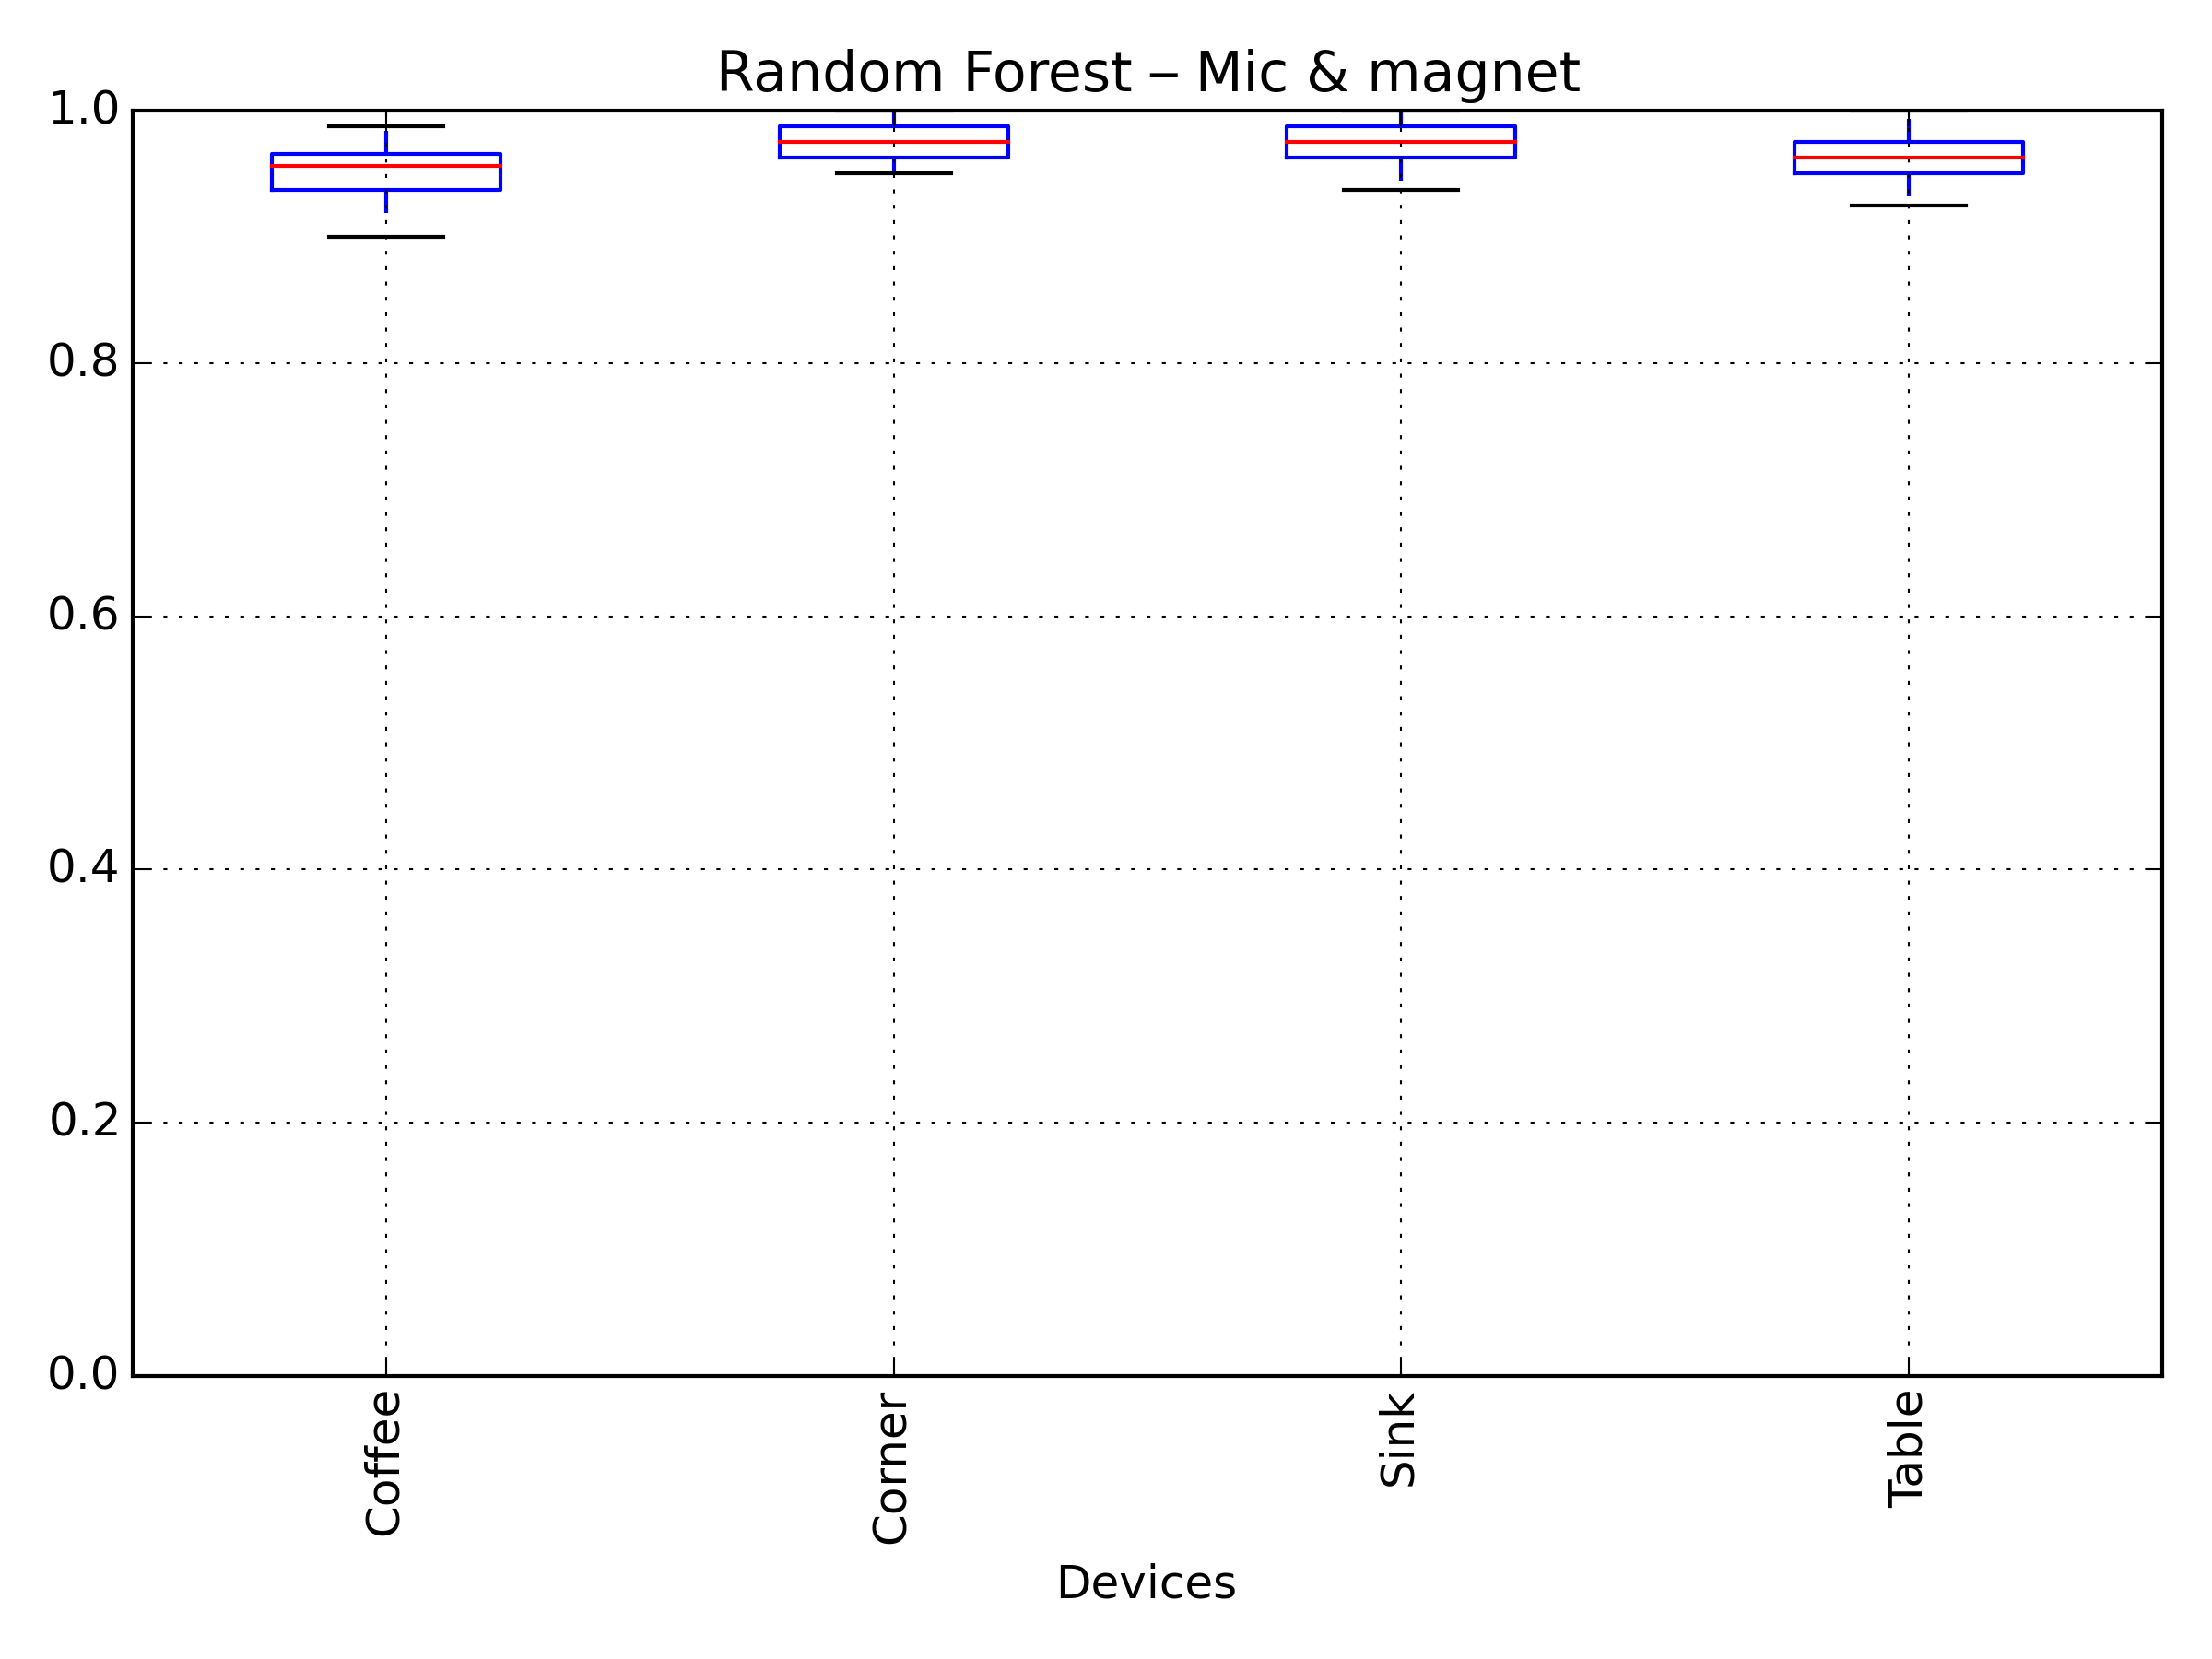 Random Forest – Mic & magnet
1.0
0.8
0.6
0.4
0.2
0.0
Coffee
Corner
Sink
Table
Devices